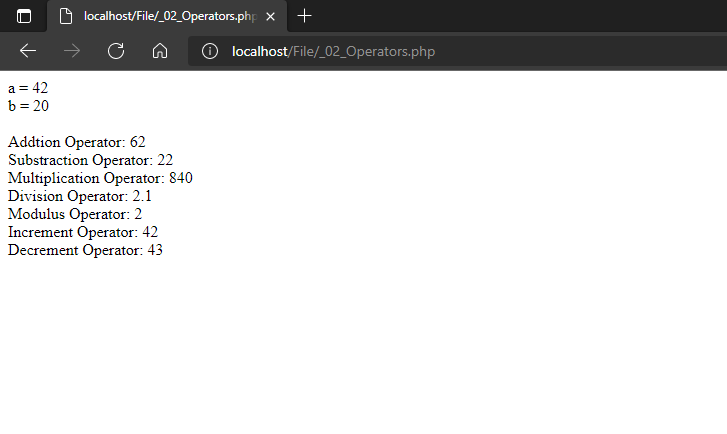 localhost/File/_02_Operators.php
localhost/File/_02_Operators.php
a = 42
b = 20
Addtion Operator: 62
Substraction Operator: 22
Multiplication Operator: 840
Division Operator: 2.1
Modulus Operator: 2
Increment Operator: 42
Decrement Operator: 43